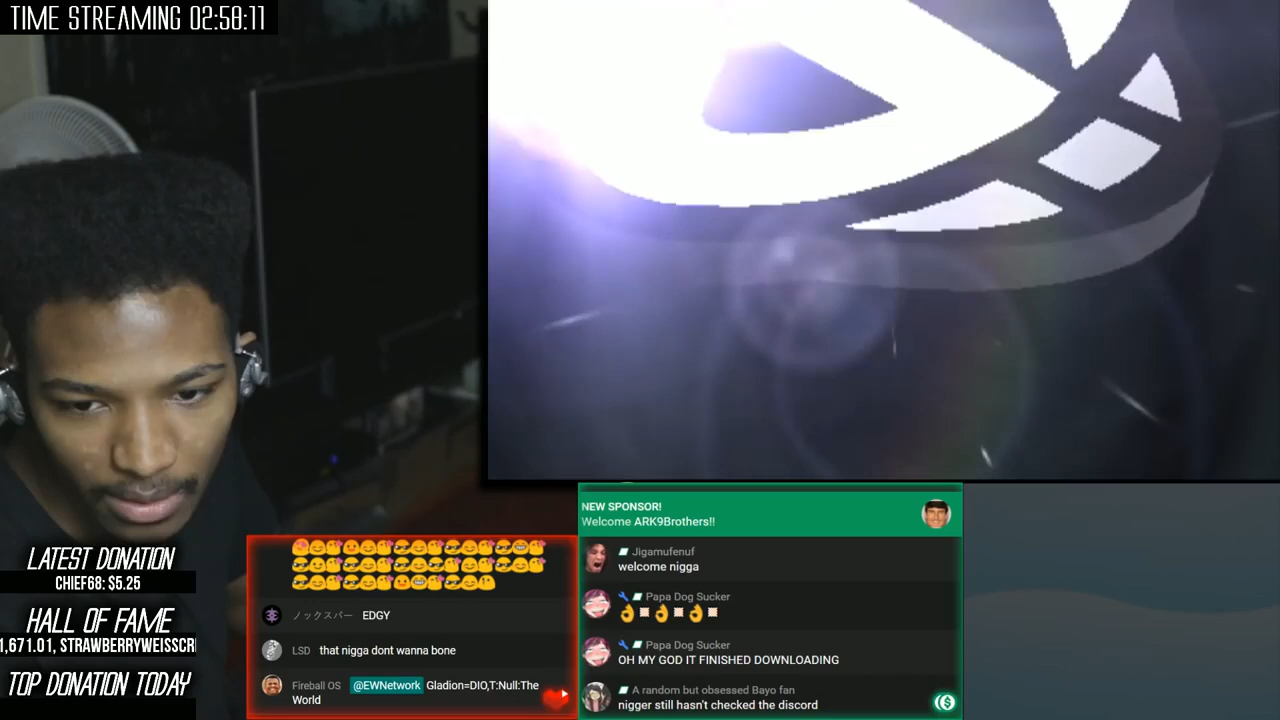 TIME STREAMING 02:58:11
LATEST DONATION
CHIEF68: $5.25
HALL OF FAME
1,671.01, STRAWBERRYWEISSCR
TOP DONATION TODAY
ノックスバー EDGY
LSD that nigga dont wanna bone
Fireball OS @EWNetwork Gladion=DIO,T:Null:The
World
NEW SPONSOR!
Welcome ARK9Brothers!!
Jigamufenuf
welcome nigga
Papa Dog Sucker
Papa Dog Sucker
OH MY GOD IT FINISHED DOWNLOADING
A random but obsessed Bayo fan
nigger still hasn't checked the discord